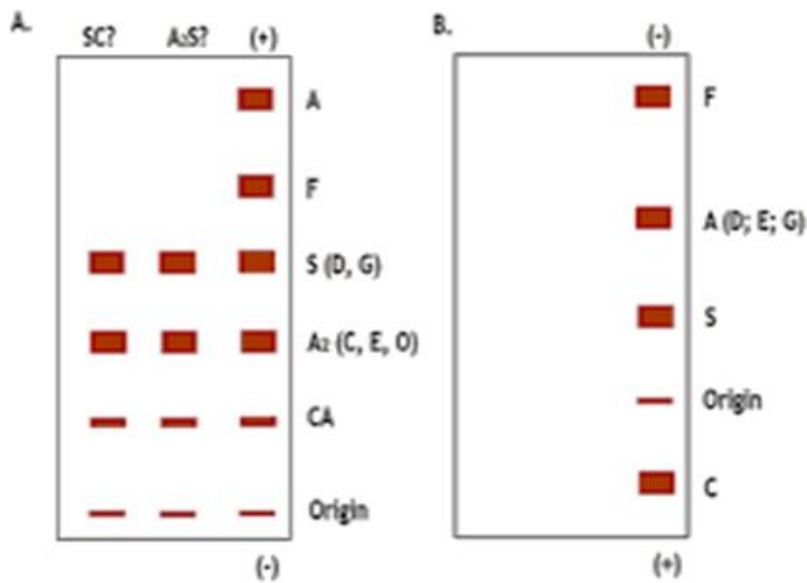 A.
SC? A₂S? (+)
A
F
S (D, G)
A₂ (C, E, O)
CA
Origin
(-)
B.
(-)
F
A (D; E; G)
S
Origin
C
(+)